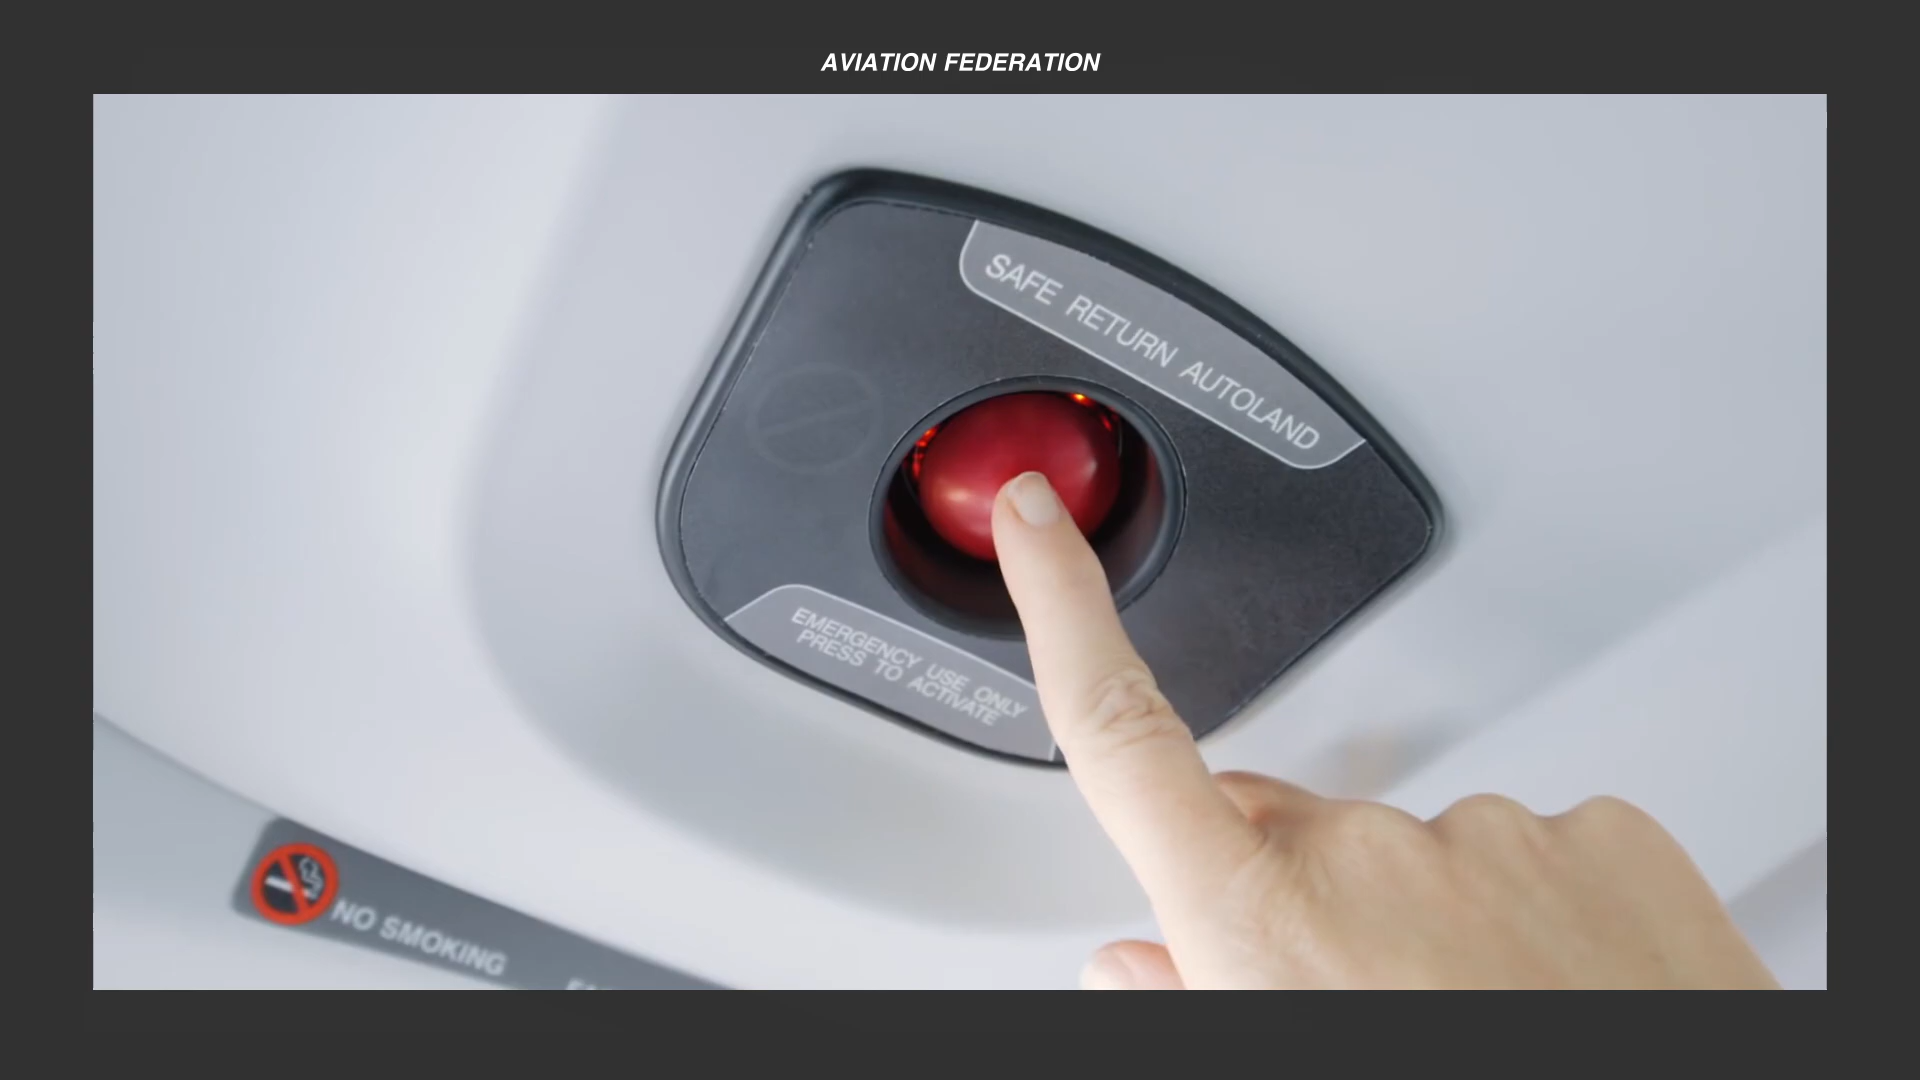 AVIATION FEDERATION
SAFE RETURN AUTOLAND
EMERGENCY USE ONLY
PRESS TO ACTIVATE
NO SMOKING